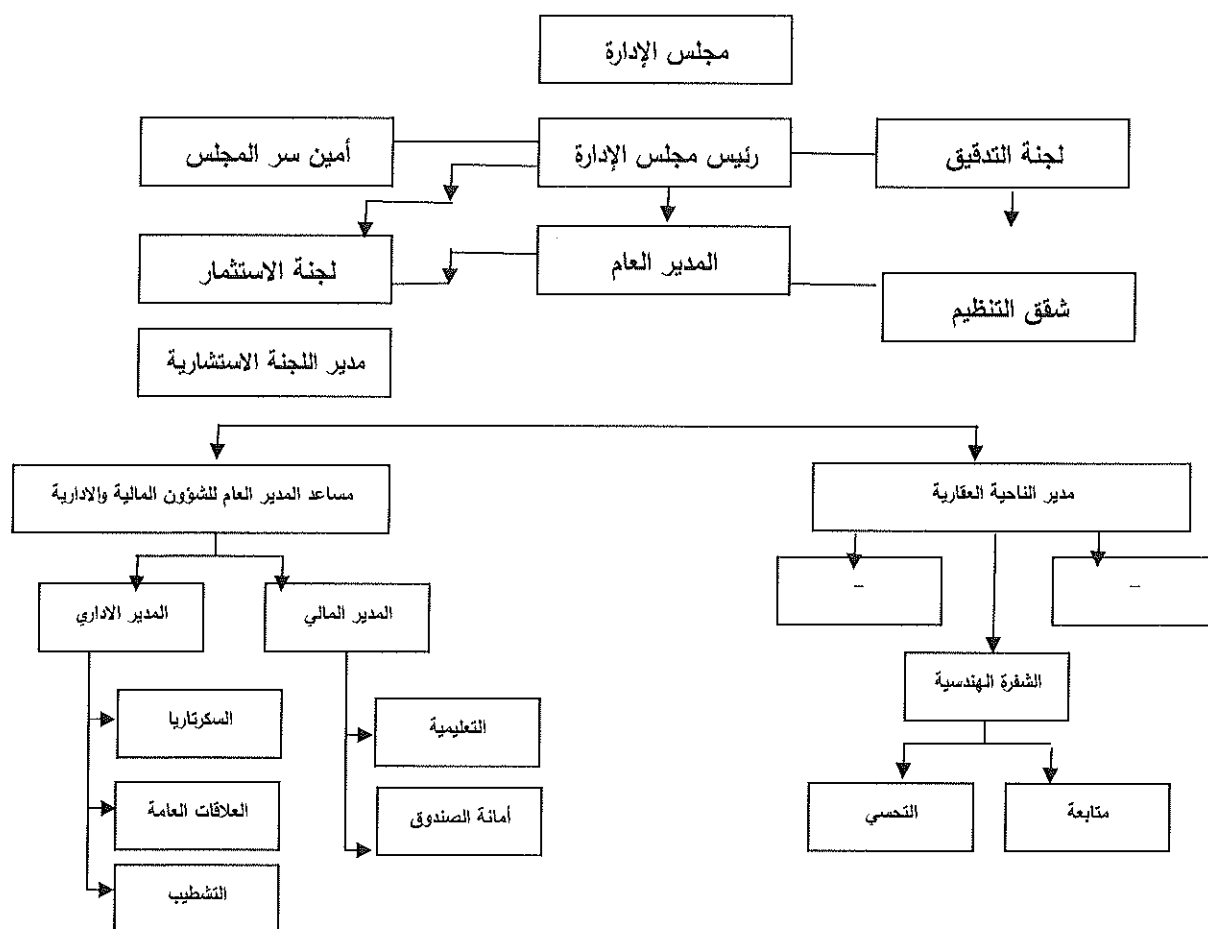 مجلس الإدارة
لجنة التدقيق
رئيس مجلس الإدارة
أمين سر المجلس
شقق التنظيم
المدير العام
لجنة الاستثمار
مدير اللجنة الاستشارية
مدير الناحية العقارية
مساعد المدير العام للشؤون المالية والادارية
–
–
المدير المالي
المدير الاداري
الشفرة الهندسية
السكرتاريا
التعليمية
متابعة
التحسي
العلاقات العامة
أمانة الصندوق
التشطيب